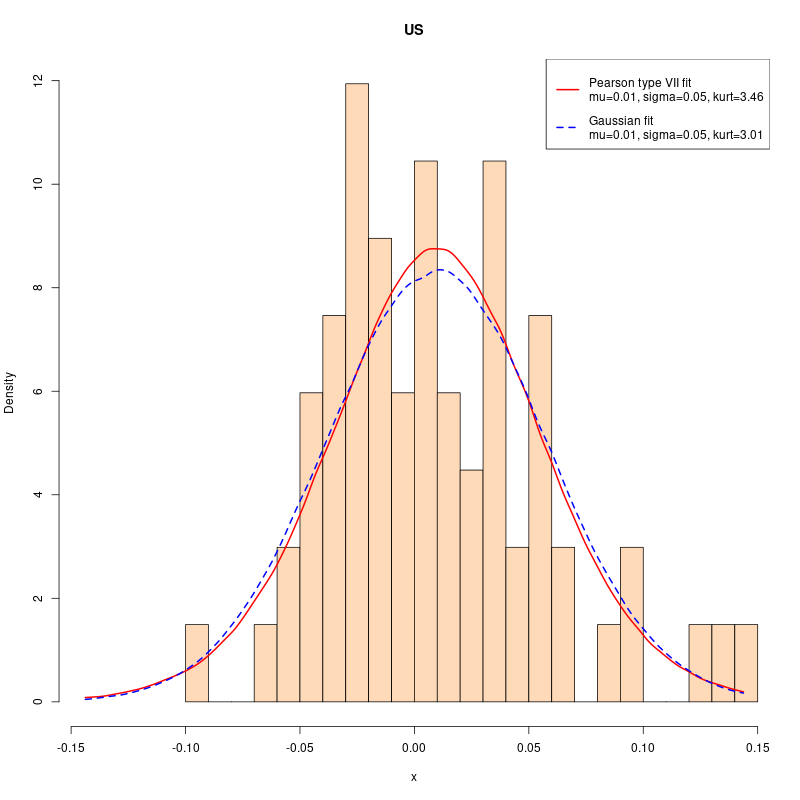 US
Pearson type VII fit
mu=0.01, sigma=0.05, kurt=3.46
Gaussian fit
mu=0.01, sigma=0.05, kurt=3.01
Density
12
10
8
6
4
2
0
-0.15 -0.10 -0.05 0.00 0.05 0.10 0.15
x